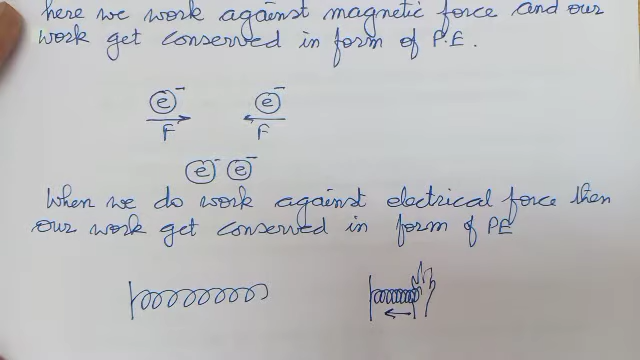 here we work against magnetic force and our
work get conserved in form of P.E.
e⁻ e⁻
F F
e⁻ e⁻
When we do work against electrical force then
our work get conserved in form of PE